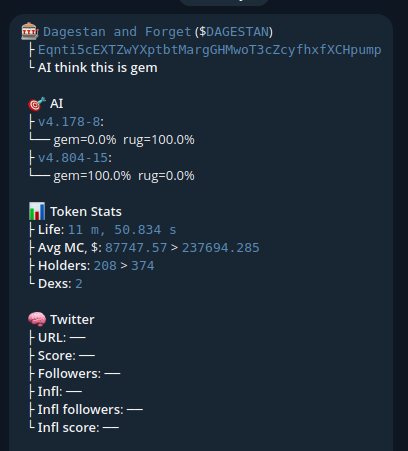 🎰 Dagestan and Forget ($DAGESTAN)
├ Eqnti5cEXTZwYXptbtMargGHMwoT3cZcyfhxfXCHpump
└ AI think this is gem
🎯 AI
├ v4.178-8:
└── gem=0.0% rug=100.0%
├ v4.804-15:
└── gem=100.0% rug=0.0%
📊 Token Stats
├ Life: 11 m, 50.834 s
├ Avg MC, $: 87747.57 > 237694.285
├ Holders: 208 > 374
└ Dexs: 2
🧠 Twitter
├ URL: —
├ Score: —
├ Followers: —
├ Infl: —
├ Infl followers: —
└ Infl score: —